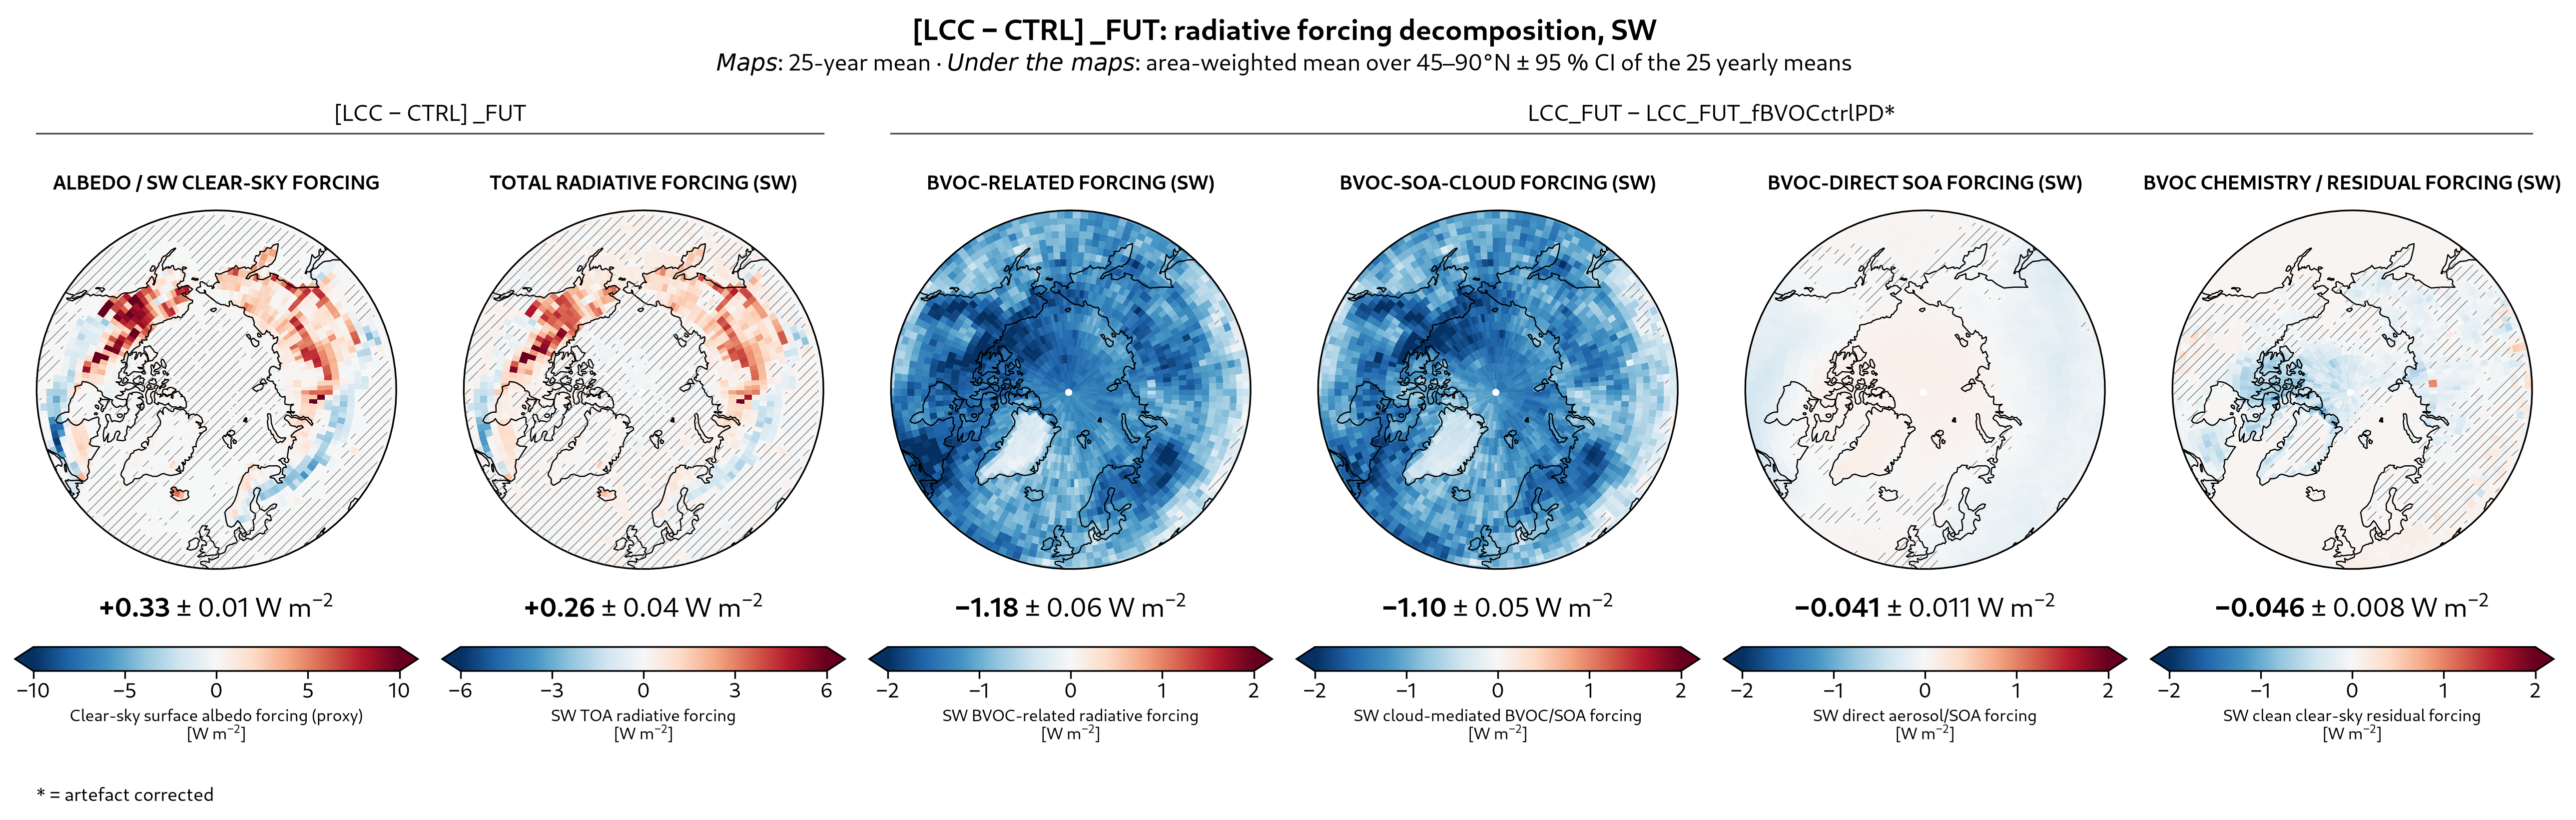 [LCC − CTRL] _FUT: radiative forcing decomposition, SW
Maps: 25-year mean · Under the maps: area-weighted mean over 45–90°N ± 95 % CI of the 25 yearly means
[LCC − CTRL] _FUT
LCC_FUT − LCC_FUT_fBVOCctrlPD*
ALBEDO / SW CLEAR-SKY FORCING
TOTAL RADIATIVE FORCING (SW)
BVOC-RELATED FORCING (SW)
BVOC-SOA-CLOUD FORCING (SW)
BVOC-DIRECT SOA FORCING (SW)
BVOC CHEMISTRY / RESIDUAL FORCING (SW)
+0.33 ± 0.01 W m⁻²
+0.26 ± 0.04 W m⁻²
−1.18 ± 0.06 W m⁻²
−1.10 ± 0.05 W m⁻²
−0.041 ± 0.011 W m⁻²
−0.046 ± 0.008 W m⁻²
−10 −5 0 5 10
−6 −3 0 3 6
−2 −1 0 1 2
−2 −1 0 1 2
−2 −1 0 1 2
−2 −1 0 1 2
Clear-sky surface albedo forcing (proxy)
[W m⁻²]
SW TOA radiative forcing
[W m⁻²]
SW BVOC-related radiative forcing
[W m⁻²]
SW cloud-mediated BVOC/SOA forcing
[W m⁻²]
SW direct aerosol/SOA forcing
[W m⁻²]
SW clean clear-sky residual forcing
[W m⁻²]
* = artefact corrected